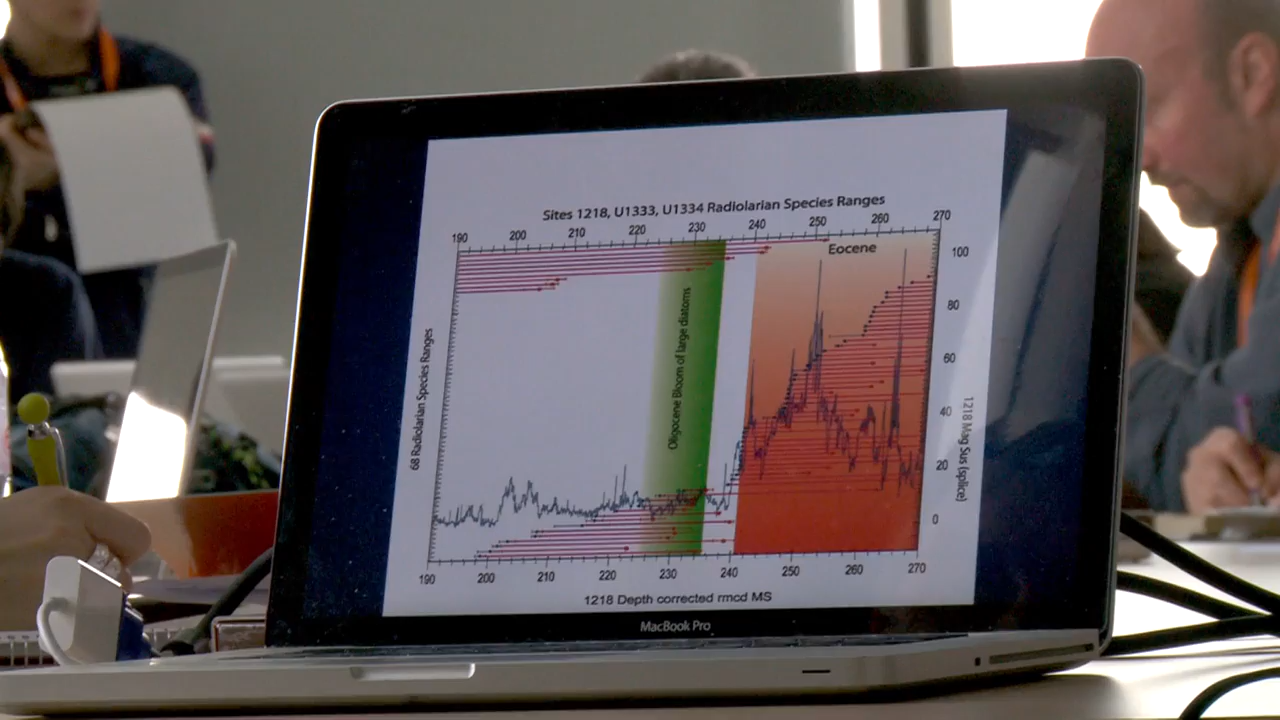 Sites 1218, U1333, U1334 Radiolarian Species Ranges
190 200 210 220 230 240 250 260 270
Eocene
100
80
60
40
20
0
68 Radiolarian Species Ranges
Oligocene Bloom of large diatoms
1218 Mag Sus (splice)
190 200 210 220 230 240 250 260 270
1218 Depth corrected rmcd MS
MacBook Pro